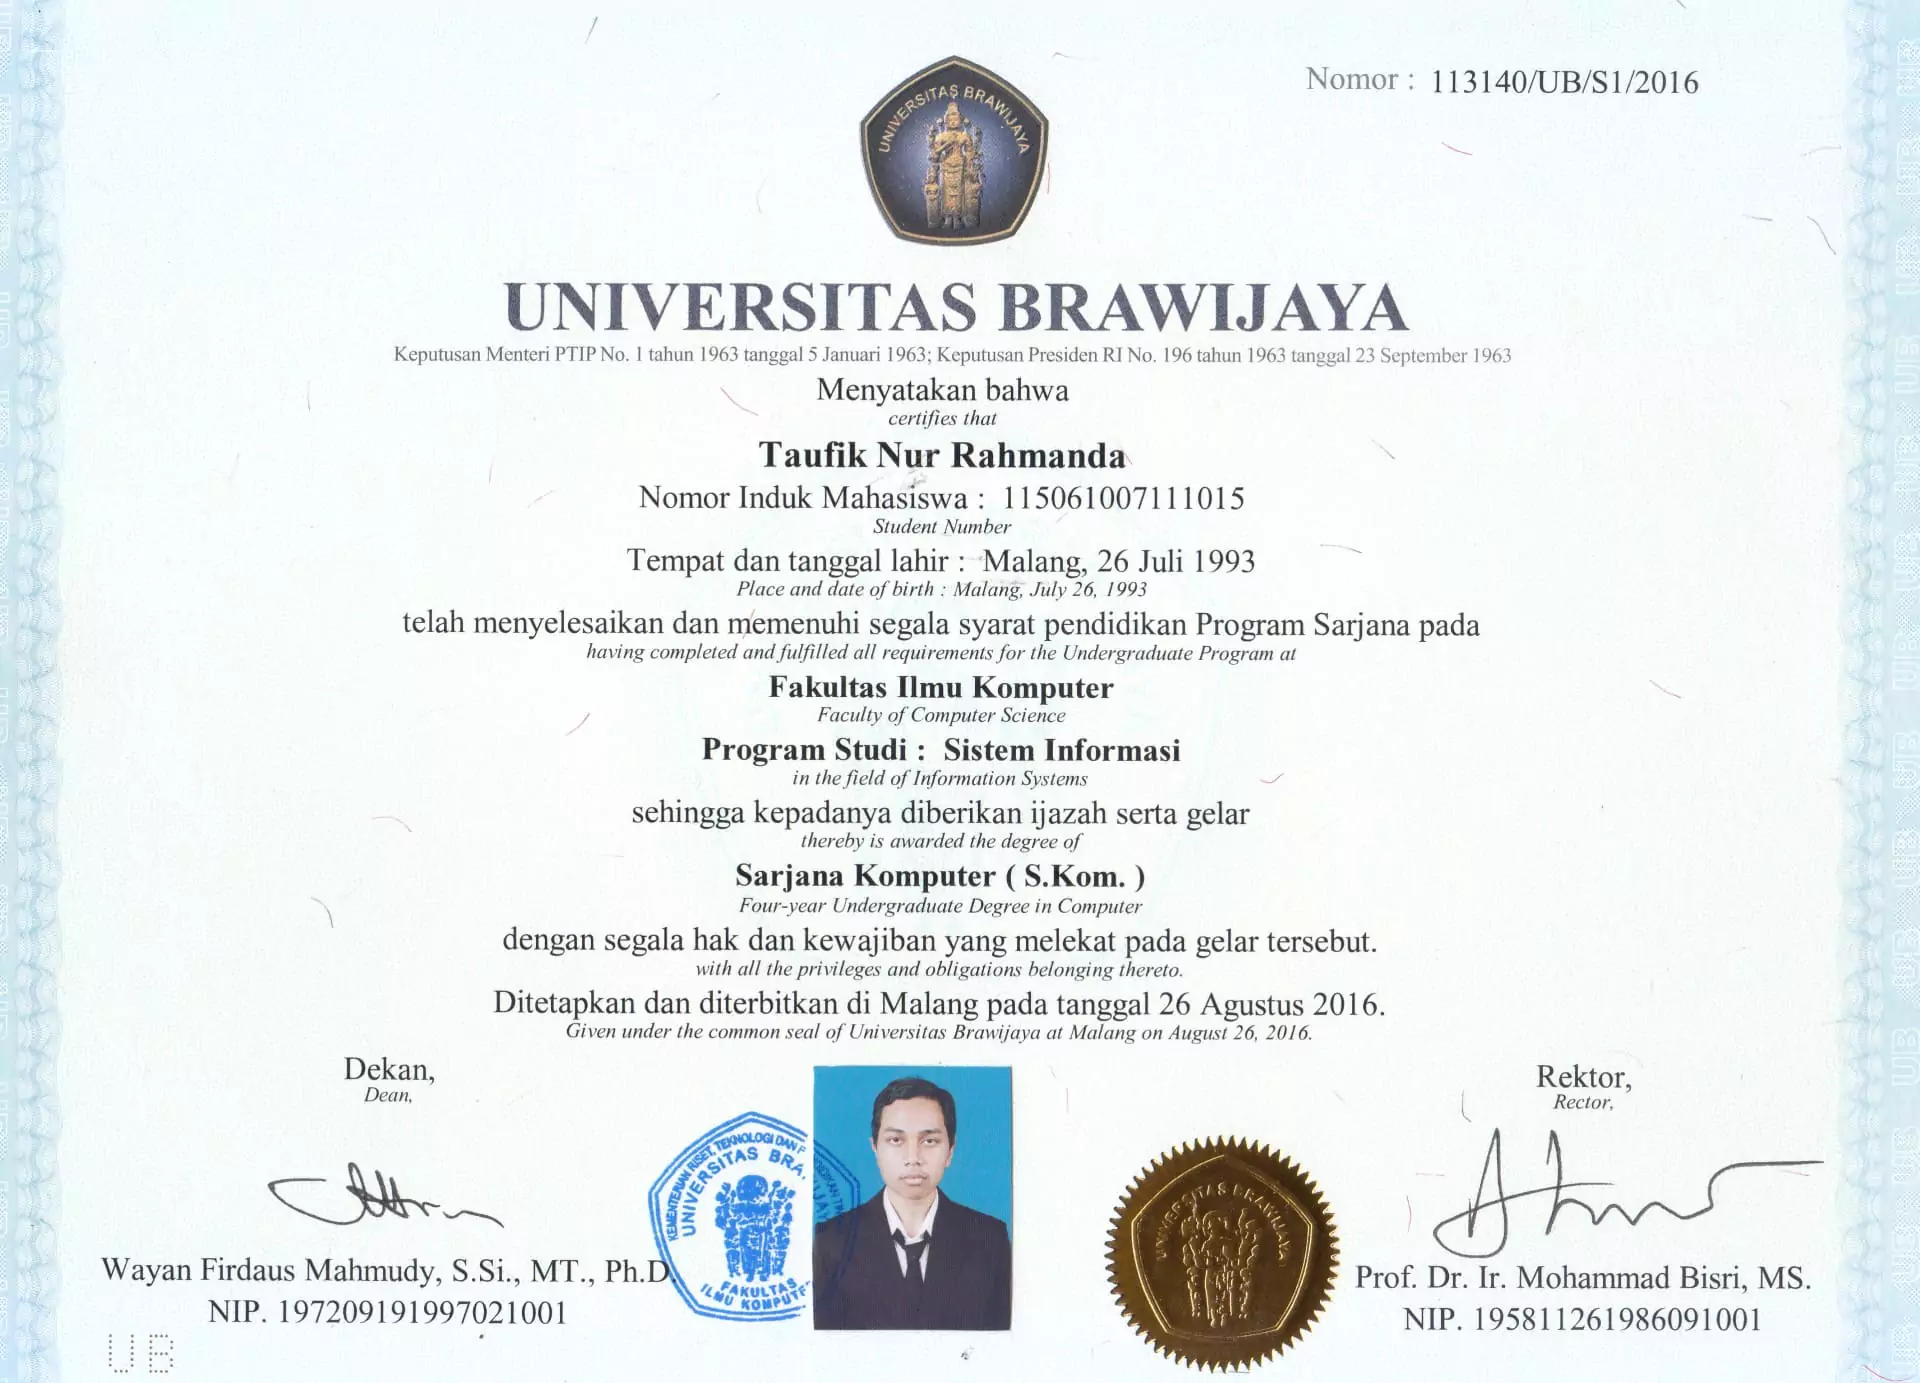 UNIVERSITAS BRAWIJAYA
Nomor : 113140/UB/S1/2016
UNIVERSITAS BRAWIJAYA
Keputusan Menteri PTIP No. 1 tahun 1963 tanggal 5 Januari 1963; Keputusan Presiden RI No. 196 tahun 1963 tanggal 23 September 1963
Menyatakan bahwa
certifies that
Taufik Nur Rahmanda
Nomor Induk Mahasiswa : 115061007111015
Student Number
Tempat dan tanggal lahir : Malang, 26 Juli 1993
Place and date of birth : Malang, July 26, 1993
telah menyelesaikan dan memenuhi segala syarat pendidikan Program Sarjana pada
having completed and fulfilled all requirements for the Undergraduate Program at
Fakultas Ilmu Komputer
Faculty of Computer Science
Program Studi : Sistem Informasi
in the field of Information Systems
sehingga kepadanya diberikan ijazah serta gelar
thereby is awarded the degree of
Sarjana Komputer ( S.Kom. )
Four-year Undergraduate Degree in Computer
dengan segala hak dan kewajiban yang melekat pada gelar tersebut.
with all the privileges and obligations belonging thereto.
Ditetapkan dan diterbitkan di Malang pada tanggal 26 Agustus 2016.
Given under the common seal of Universitas Brawijaya at Malang on August 26, 2016.
Dekan,
Dean,
Wayan Firdaus Mahmudy, S.Si., MT., Ph.D.
NIP. 197209191997021001
UB
KEMENTERIAN RISET, TEKNOLOGI DAN
UNIVERSITAS BRA
FAKULTAS
ILMU KOMPUTE
UNIVERSITAS BRAWIJAYA
Rektor,
Rector,
Prof. Dr. Ir. Mohammad Bisri, MS.
NIP. 195811261986091001